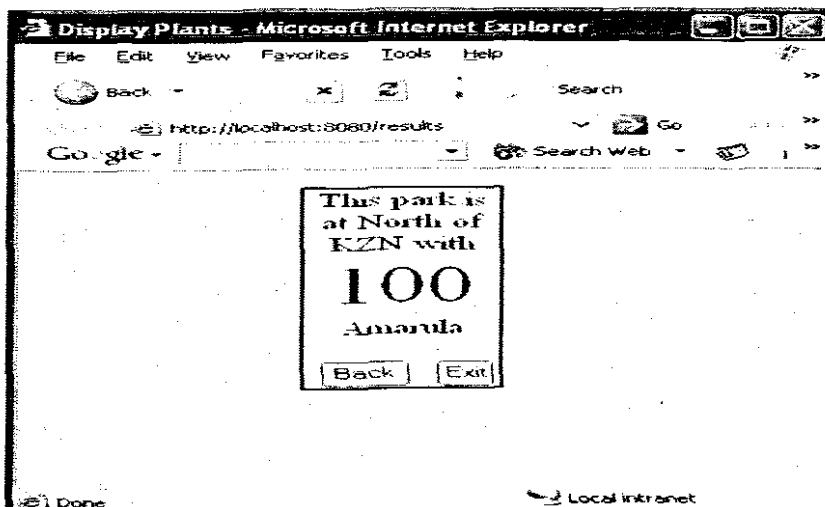 Display Plants - Microsoft Internet Explorer
File Edit View Favorites Tools Help
Back Search
http://localhost:8080/results Go
Google Search Web
This park is
at North of
KZN with
100
Amarula
Back Exit
Done Local intranet